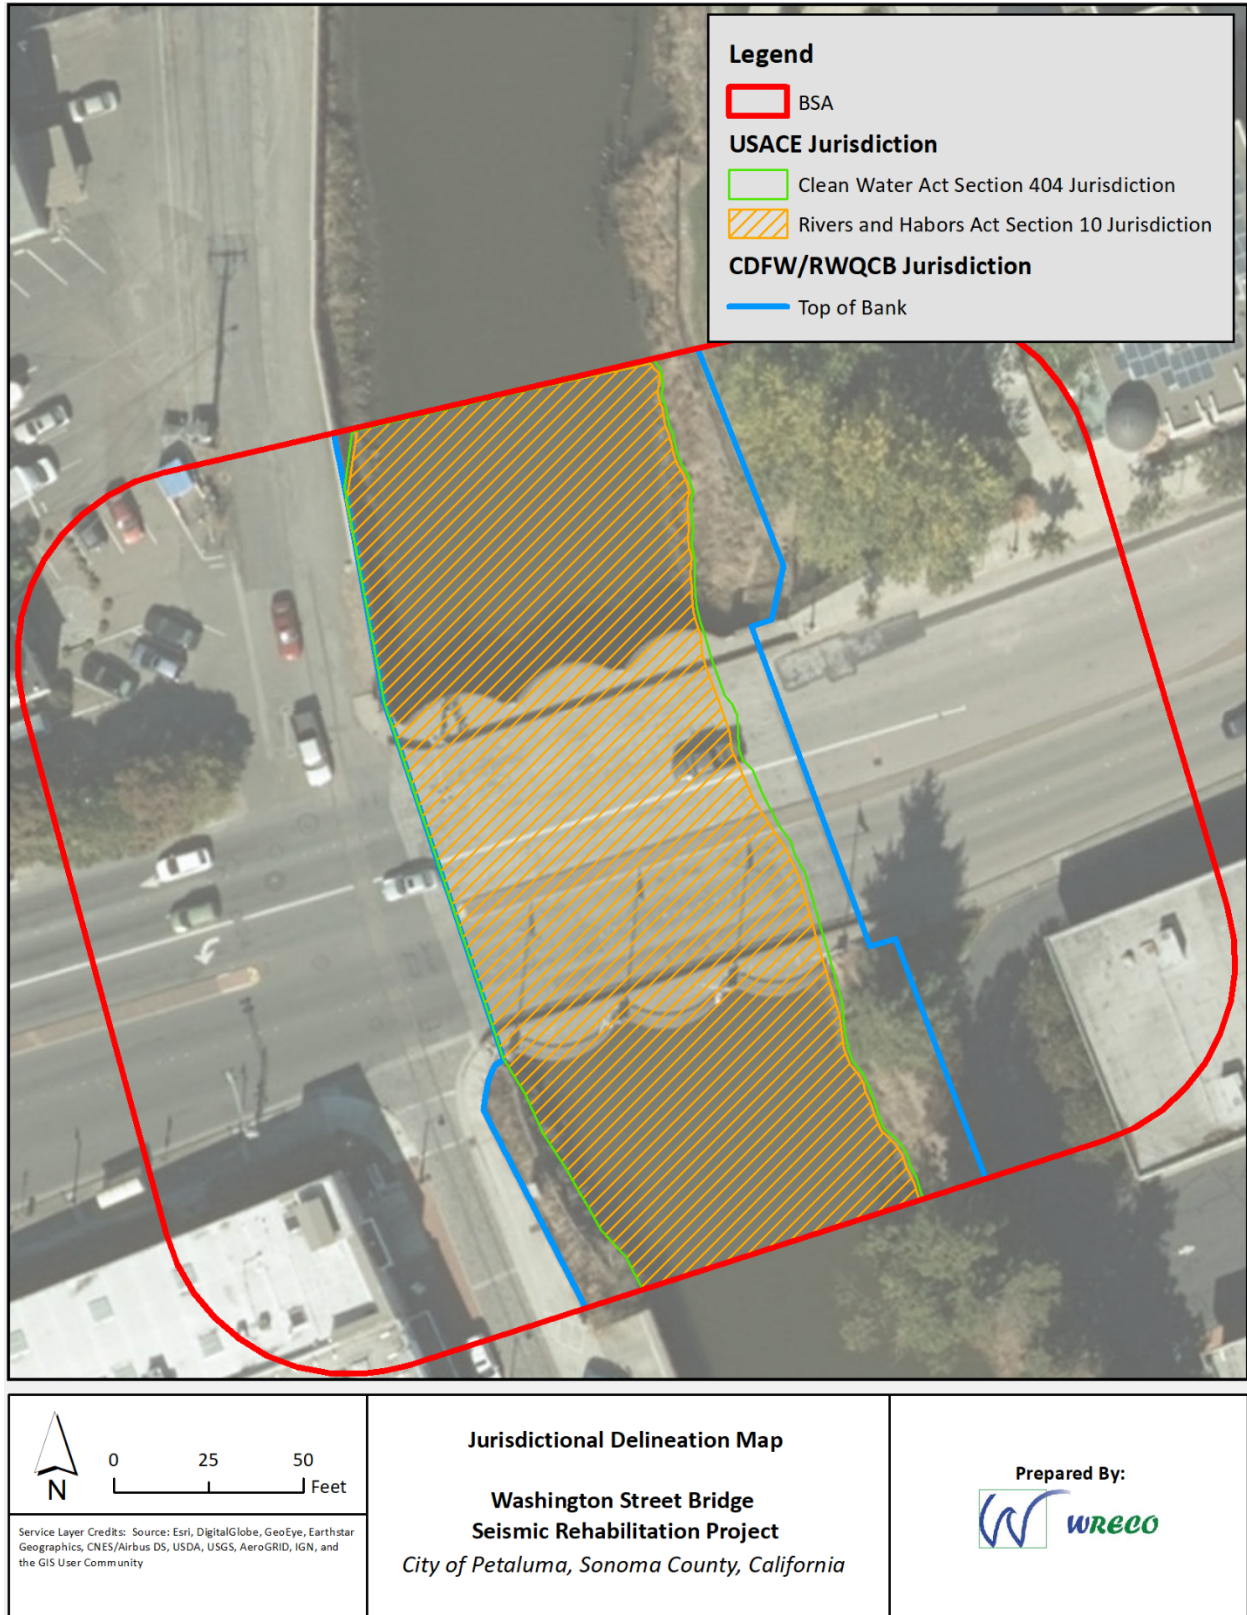 Legend
BSA
USACE Jurisdiction
Clean Water Act Section 404 Jurisdiction
Rivers and Habors Act Section 10 Jurisdiction
CDFW/RWQCB Jurisdiction
Top of Bank
N
0 25 50
Feet
Service Layer Credits: Source: Esri, DigitalGlobe, GeoEye, Earthstar
Geographics, CNES/Airbus DS, USDA, USGS, AeroGRID, IGN, and
the GIS User Community
Jurisdictional Delineation Map
Washington Street Bridge
Seismic Rehabilitation Project
City of Petaluma, Sonoma County, California
Prepared By:
W WRECO